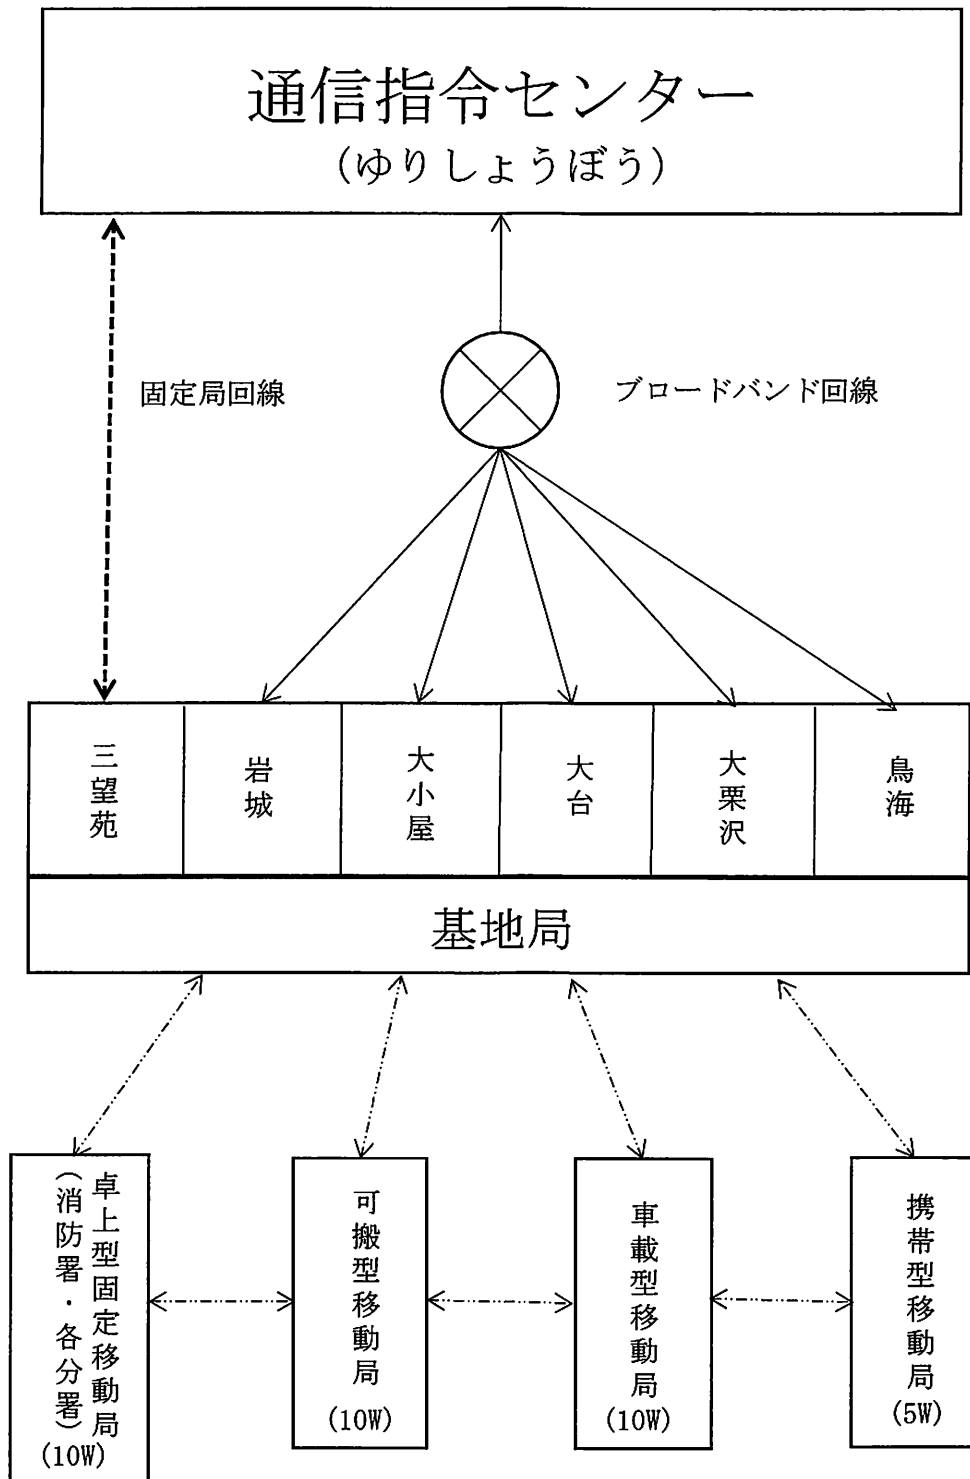 通信指令センター
(ゆりしょうぼう)
固定局回線
ブロードバンド回線
三望苑
岩城
大小屋
大台
大栗沢
鳥海
基地局
卓上型固定移動局
(消防署・各分署)
(10W)
可搬型移動局
(10W)
車載型移動局
(10W)
携帯型移動局
(5W)